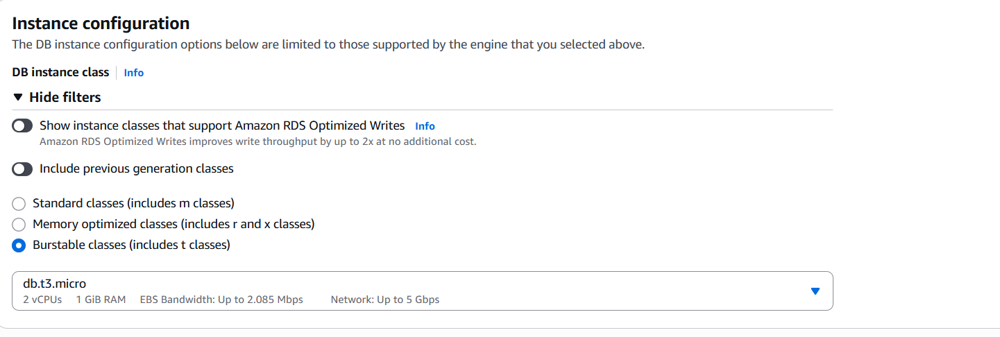 Instance configuration
The DB instance configuration options below are limited to those supported by the engine that you selected above.
DB instance class Info
Hide filters
Show instance classes that support Amazon RDS Optimized Writes Info
Amazon RDS Optimized Writes improves write throughput by up to 2x at no additional cost.
Include previous generation classes
Standard classes (includes m classes)
Memory optimized classes (includes r and x classes)
Burstable classes (includes t classes)
db.t3.micro
2 vCPUs 1 GiB RAM EBS Bandwidth: Up to 2.085 Mbps Network: Up to 5 Gbps